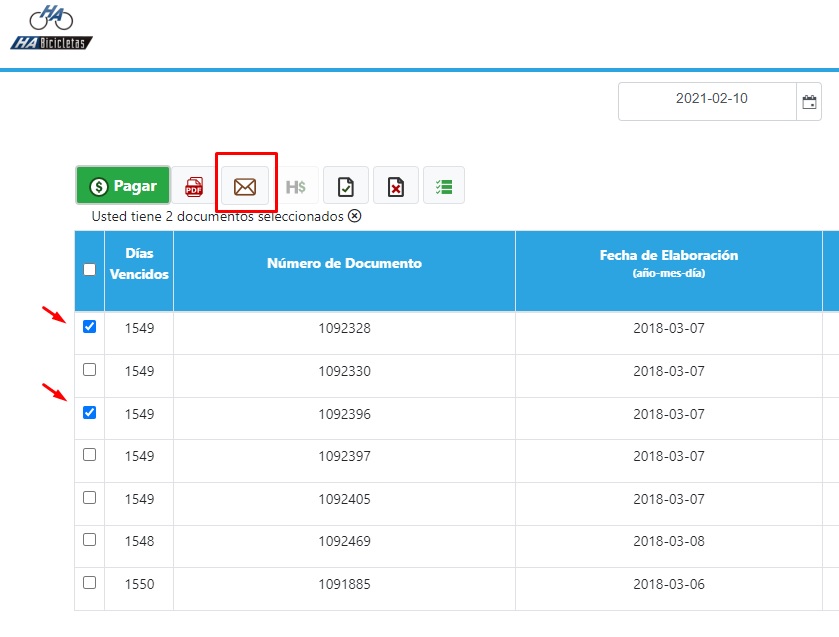 HA
HA Bicicletas
2021-02-10
$ Pagar PDF H$
Usted tiene 2 documentos seleccionados
Días Vencidos Número de Documento Fecha de Elaboración
(año-mes-día)
1549 1092328 2018-03-07
1549 1092330 2018-03-07
1549 1092396 2018-03-07
1549 1092397 2018-03-07
1549 1092405 2018-03-07
1548 1092469 2018-03-08
1550 1091885 2018-03-06